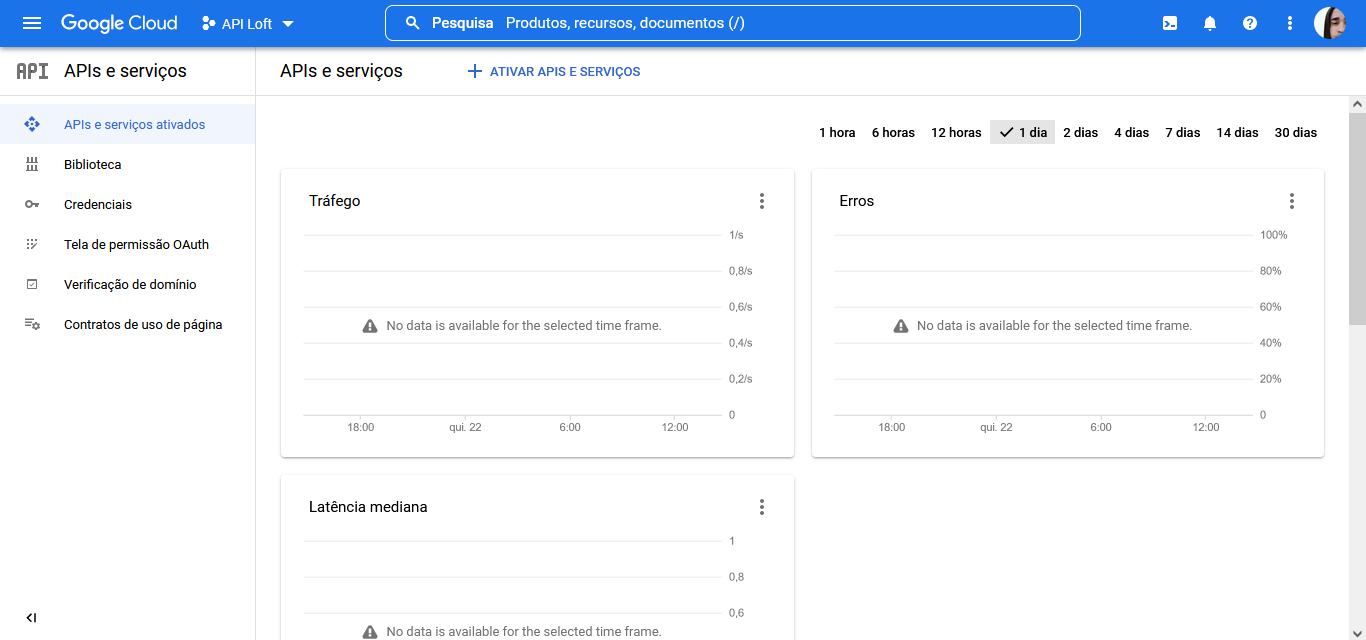 Google Cloud
API Loft
Pesquisa Produtos, recursos, documentos (/)
API APIs e serviços
APIs e serviços
ATIVAR APIS E SERVIÇOS
APIs e serviços ativados
Biblioteca
Credenciais
Tela de permissão OAuth
Verificação de domínio
Contratos de uso de página
1 hora 6 horas 12 horas 1 dia 2 dias 4 dias 7 dias 14 dias 30 dias
Tráfego
1/s
0,8/s
0,6/s
No data is available for the selected time frame.
0,4/s
0,2/s
0
18:00 qui. 22 6:00 12:00
Erros
100%
80%
60%
No data is available for the selected time frame.
40%
20%
0
18:00 qui. 22 6:00 12:00
Latência mediana
1
0,8
0,6
No data is available for the selected time frame.